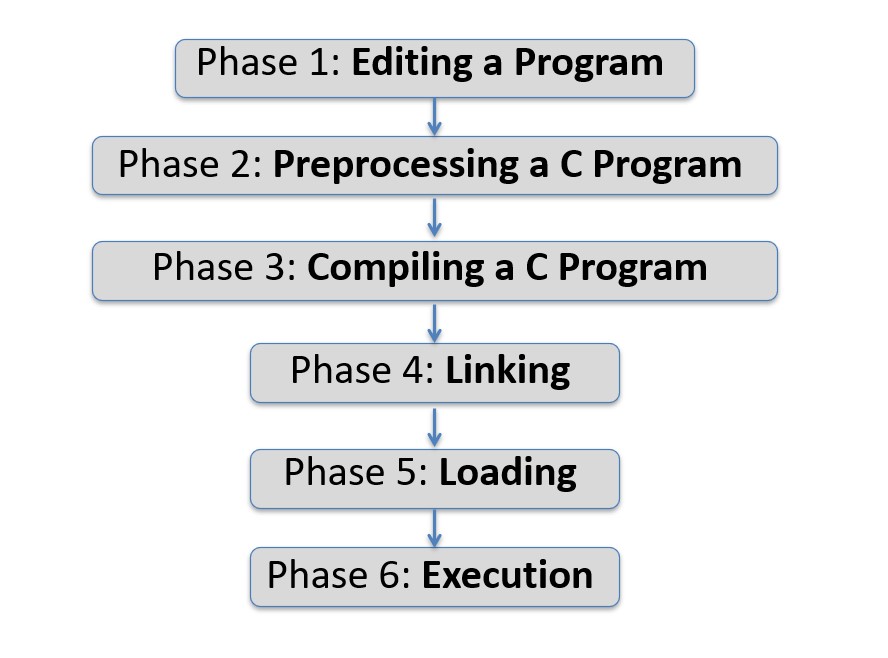 Phase 1: Editing a Program
Phase 2: Preprocessing a C Program
Phase 3: Compiling a C Program
Phase 4: Linking
Phase 5: Loading
Phase 6: Execution